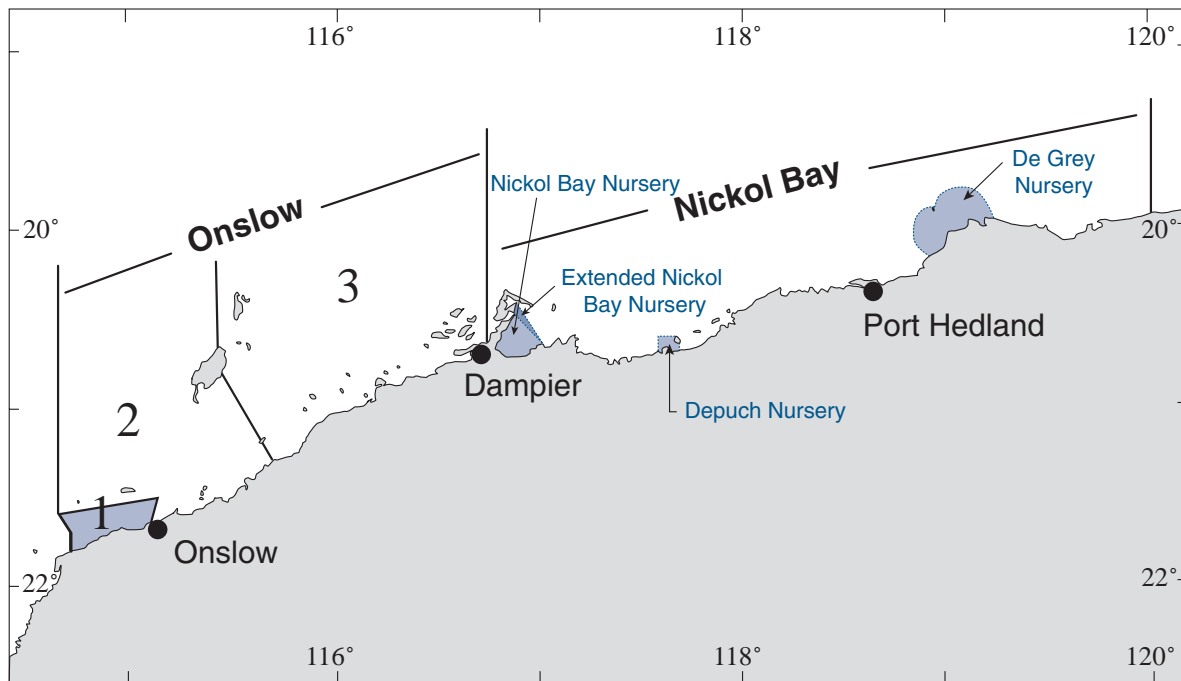 116°
118°
120°
De Grey
Nursery
Nickol Bay Nursery
Nickol Bay
Onslow
20°
20°
3
Extended Nickol
Bay Nursery
Port Hedland
Dampier
Depuch Nursery
2
1
Onslow
22°
22°
116°
118°
120°